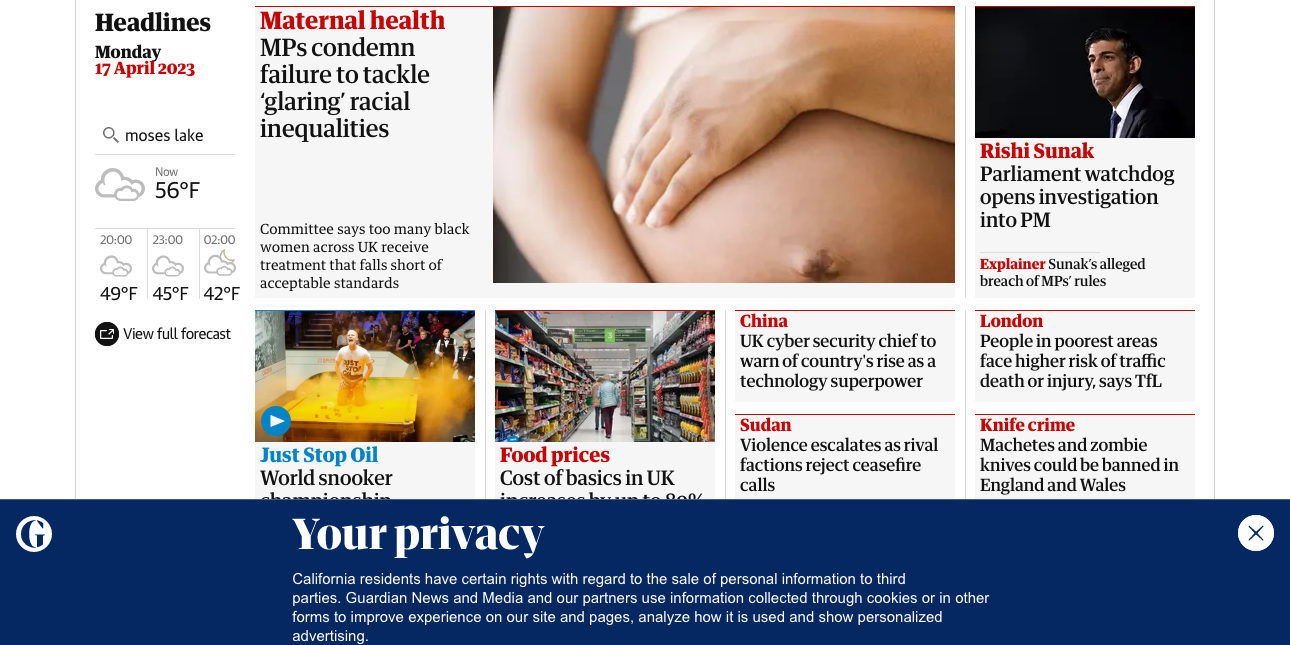 Headlines
Monday
17 April 2023
moses lake
Now
56°F
20:00
23:00
02:00
49°F
45°F
42°F
View full forecast
Maternal health
MPs condemn
failure to tackle
‘glaring’ racial
inequalities
Committee says too many black
women across UK receive
treatment that falls short of
acceptable standards
Rishi Sunak
Parliament watchdog
opens investigation
into PM
Explainer Sunak’s alleged
breach of MPs’ rules
Just Stop Oil
World snooker
championship
Food prices
Cost of basics in UK
increases by up to 80%
China
UK cyber security chief to
warn of country's rise as a
technology superpower
Sudan
Violence escalates as rival
factions reject ceasefire
calls
London
People in poorest areas
face higher risk of traffic
death or injury, says TfL
Knife crime
Machetes and zombie
knives could be banned in
England and Wales
G
Your privacy
California residents have certain rights with regard to the sale of personal information to third
parties. Guardian News and Media and our partners use information collected through cookies or in other
forms to improve experience on our site and pages, analyze how it is used and show personalized
advertising.